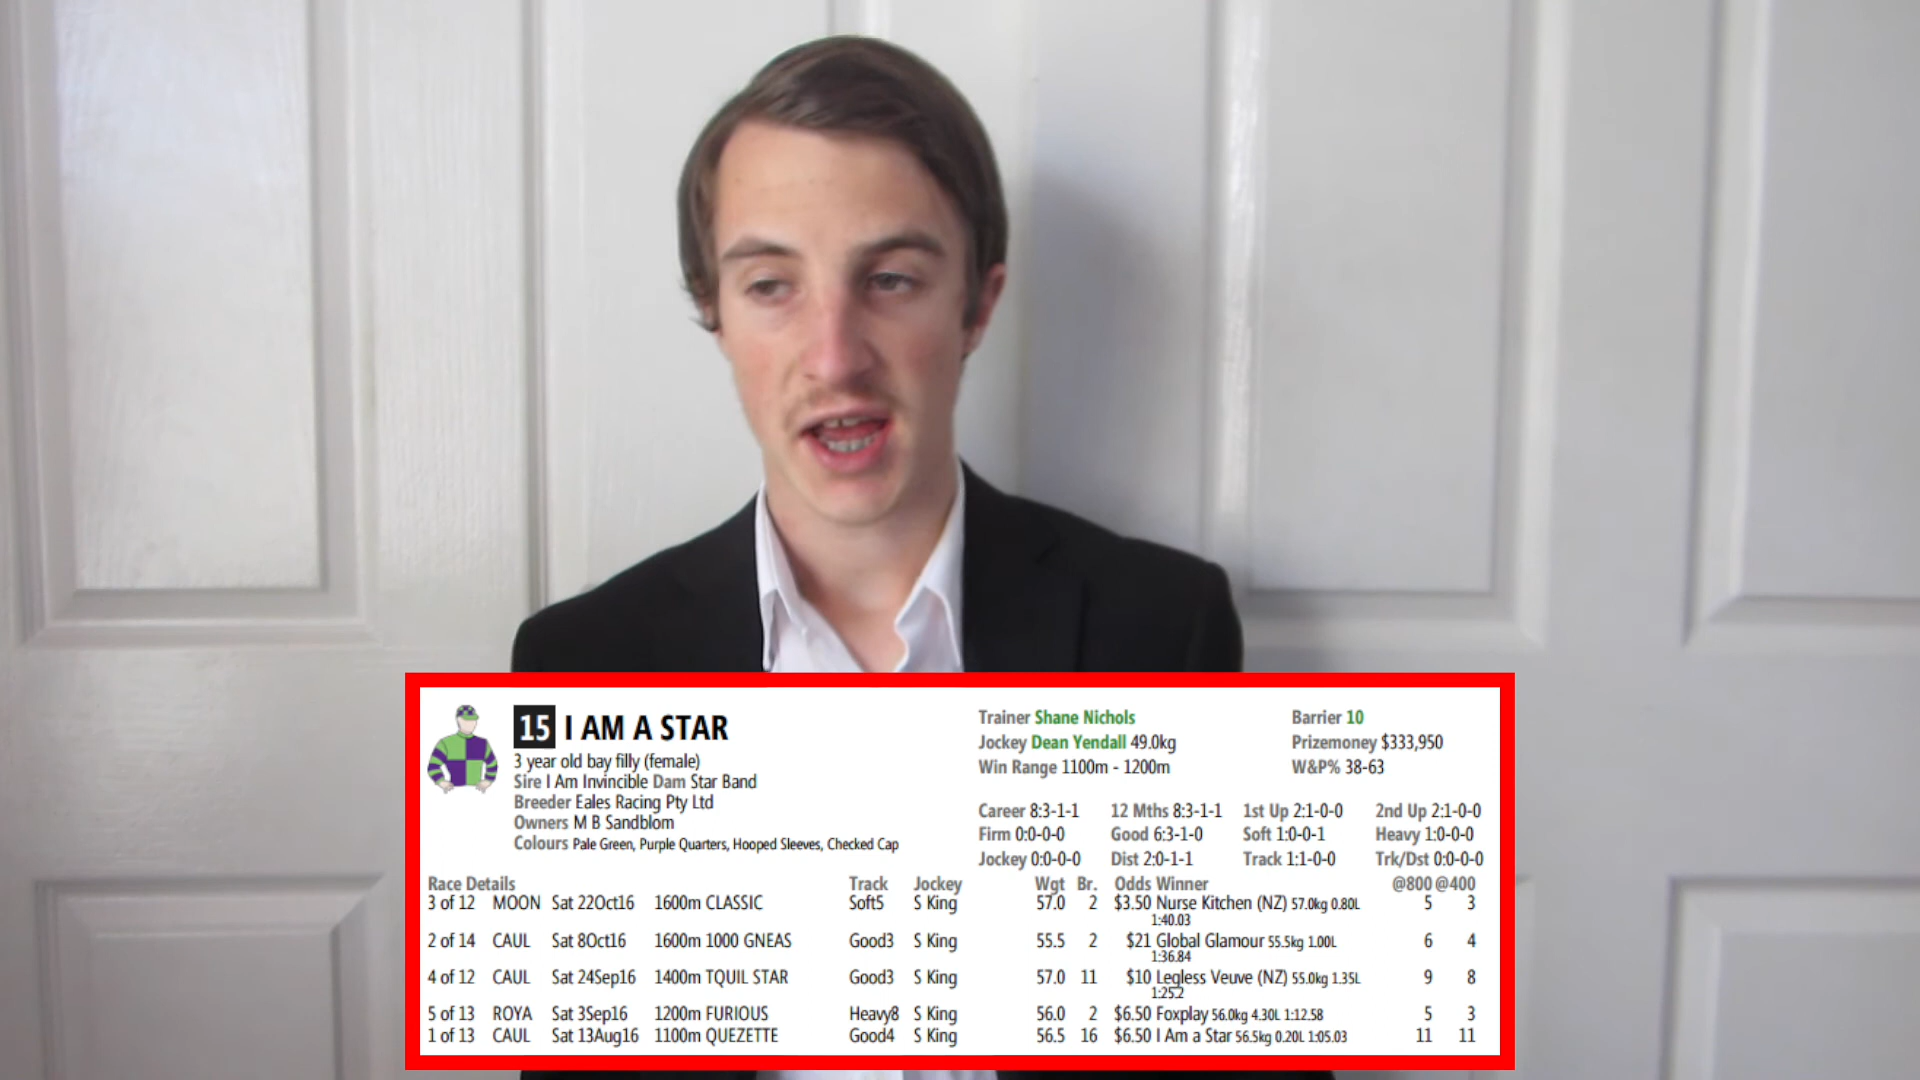 15 I AM A STAR
3 year old bay filly (female)
Sire I Am Invincible Dam Star Band
Breeder Eales Racing Pty Ltd
Owners M B Sandblom
Colours Pale Green, Purple Quarters, Hooped Sleeves, Checked Cap
Trainer Shane Nichols
Jockey Dean Yendall 49.0kg
Win Range 1100m - 1200m
Barrier 10
Prizemoney $333,950
W&P% 38-63
Career 8:3-1-1 12 Mths 8:3-1-1 1st Up 2:1-0-0 2nd Up 2:1-0-0
Firm 0:0-0-0 Good 6:3-1-0 Soft 1:0-0-1 Heavy 1:0-0-0
Jockey 0:0-0-0 Dist 2:0-1-1 Track 1:1-0-0 Trk/Dst 0:0-0-0
Race Details Track Jockey Wgt Br. Odds Winner @800 @400
3 of 12 MOON Sat 22Oct16 1600m CLASSIC Soft5 S King 57.0 2 $3.50 Nurse Kitchen (NZ) 57.0kg 0.80L 5 3
1:40.03
2 of 14 CAUL Sat 8Oct16 1600m 1000 GNEAS Good3 S King 55.5 2 $21 Global Glamour 55.5kg 1.00L 6 4
1:36.84
4 of 12 CAUL Sat 24Sep16 1400m TQUIL STAR Good3 S King 57.0 11 $10 Legless Veuve (NZ) 55.0kg 1.35L 9 8
1:25.2
5 of 13 ROYA Sat 3Sep16 1200m FURIOUS Heavy8 S King 56.0 2 $6.50 Foxplay 56.0kg 4.30L 1:12.58 5 3
1 of 13 CAUL Sat 13Aug16 1100m QUEZETTE Good4 S King 56.5 16 $6.50 I Am a Star 56.5kg 0.20L 1:05.03 11 11